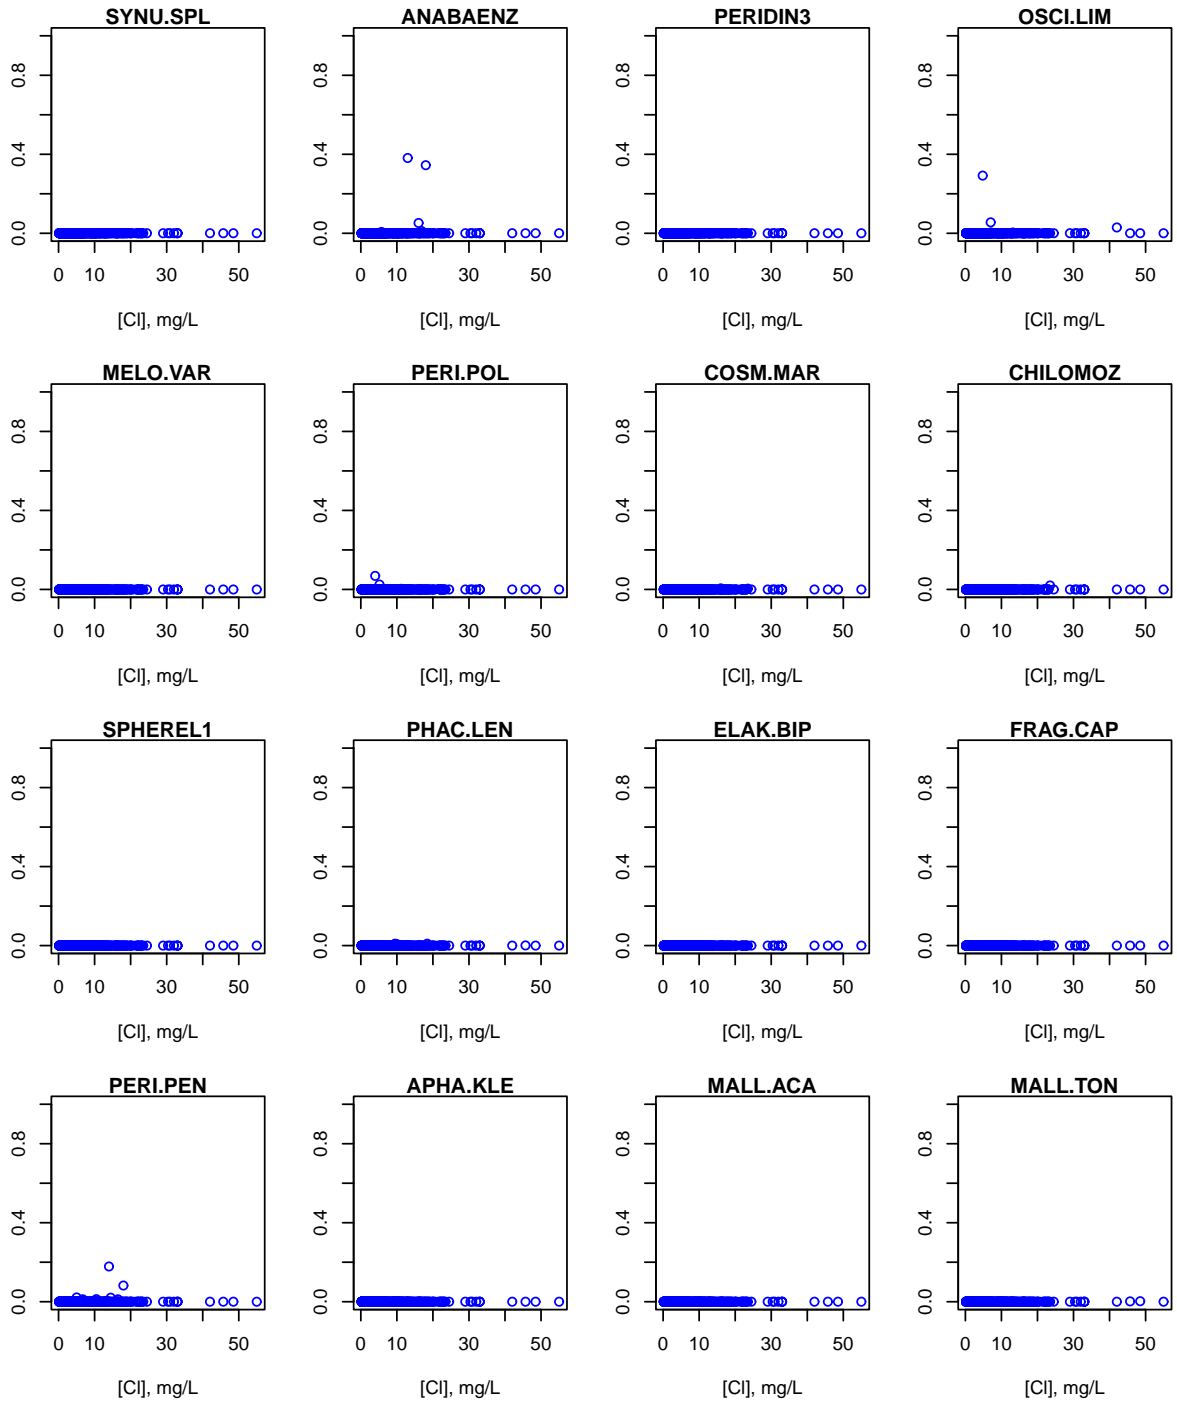 SYNU.SPL ANABAENZ PERIDIN3 OSCI.LIM
0.8 0.8 0.8 0.8
0.4 0.4 0.4 0.4
0.0 0.0 0.0 0.0
0 10 30 50 0 10 30 50 0 10 30 50 0 10 30 50
[Cl], mg/L [Cl], mg/L [Cl], mg/L [Cl], mg/L
MELO.VAR PERI.POL COSM.MAR CHILOMOZ
0.8 0.8 0.8 0.8
0.4 0.4 0.4 0.4
0.0 0.0 0.0 0.0
0 10 30 50 0 10 30 50 0 10 30 50 0 10 30 50
[Cl], mg/L [Cl], mg/L [Cl], mg/L [Cl], mg/L
SPHEREL1 PHAC.LEN ELAK.BIP FRAG.CAP
0.8 0.8 0.8 0.8
0.4 0.4 0.4 0.4
0.0 0.0 0.0 0.0
0 10 30 50 0 10 30 50 0 10 30 50 0 10 30 50
[Cl], mg/L [Cl], mg/L [Cl], mg/L [Cl], mg/L
PERI.PEN APHA.KLE MALL.ACA MALL.TON
0.8 0.8 0.8 0.8
0.4 0.4 0.4 0.4
0.0 0.0 0.0 0.0
0 10 30 50 0 10 30 50 0 10 30 50 0 10 30 50
[Cl], mg/L [Cl], mg/L [Cl], mg/L [Cl], mg/L